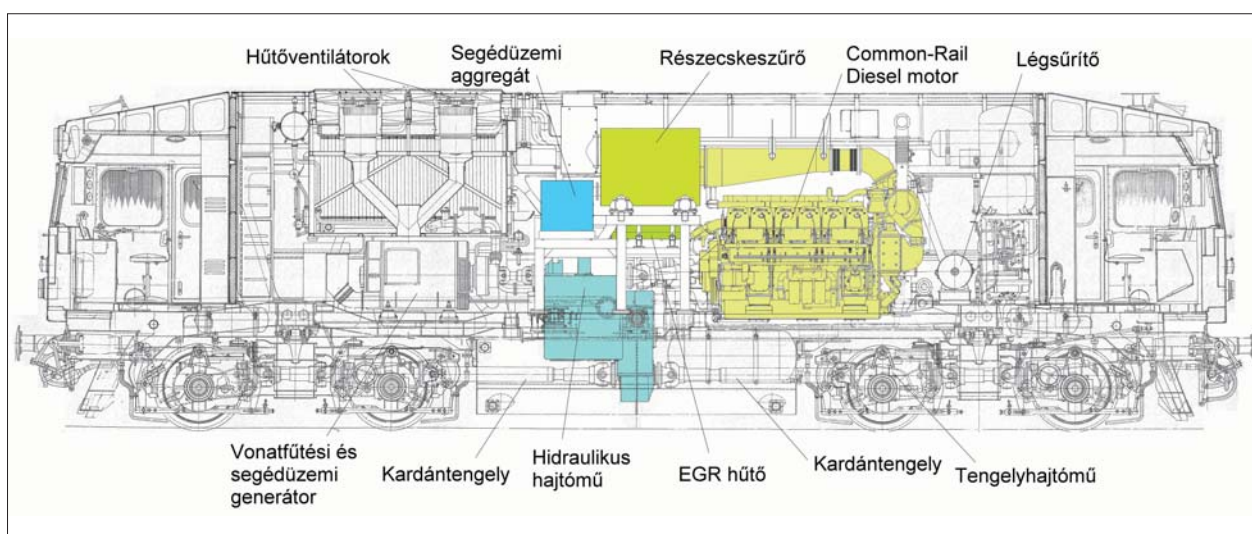 Hűtőventilátorok
Segédüzemi
aggregát
Részecskeszűrő
Common-Rail
Diesel motor
Légsűrítő
Vonatfűtési és
segédüzemi
generátor
Kardántengely
Hidraulikus
hajtómű
EGR hűtő
Kardántengely
Tengelyhajtómű